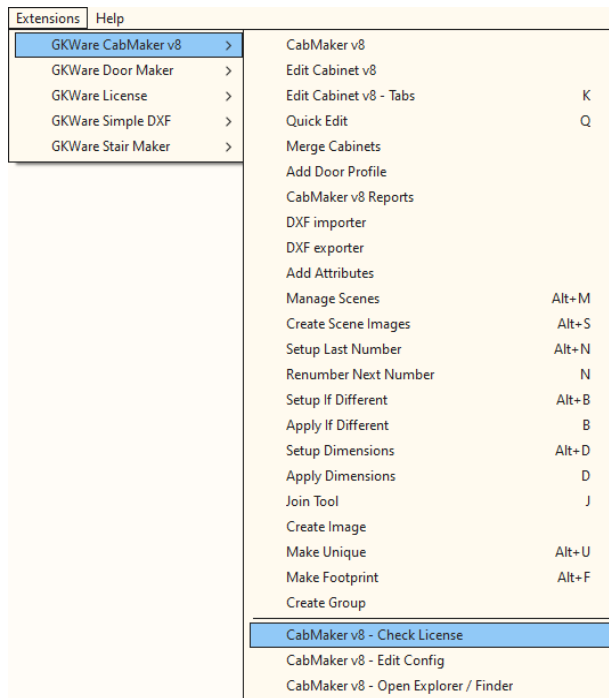 Extensions Help
GKWare CabMaker v8 >
GKWare Door Maker >
GKWare License >
GKWare Simple DXF >
GKWare Stair Maker >
CabMaker v8
Edit Cabinet v8
Edit Cabinet v8 - Tabs K
Quick Edit Q
Merge Cabinets
Add Door Profile
CabMaker v8 Reports
DXF importer
DXF exporter
Add Attributes
Manage Scenes Alt+M
Create Scene Images Alt+S
Setup Last Number Alt+N
Renumber Next Number N
Setup If Different Alt+B
Apply If Different B
Setup Dimensions Alt+D
Apply Dimensions D
Join Tool J
Create Image
Make Unique Alt+U
Make Footprint Alt+F
Create Group
CabMaker v8 - Check License
CabMaker v8 - Edit Config
CabMaker v8 - Open Explorer / Finder